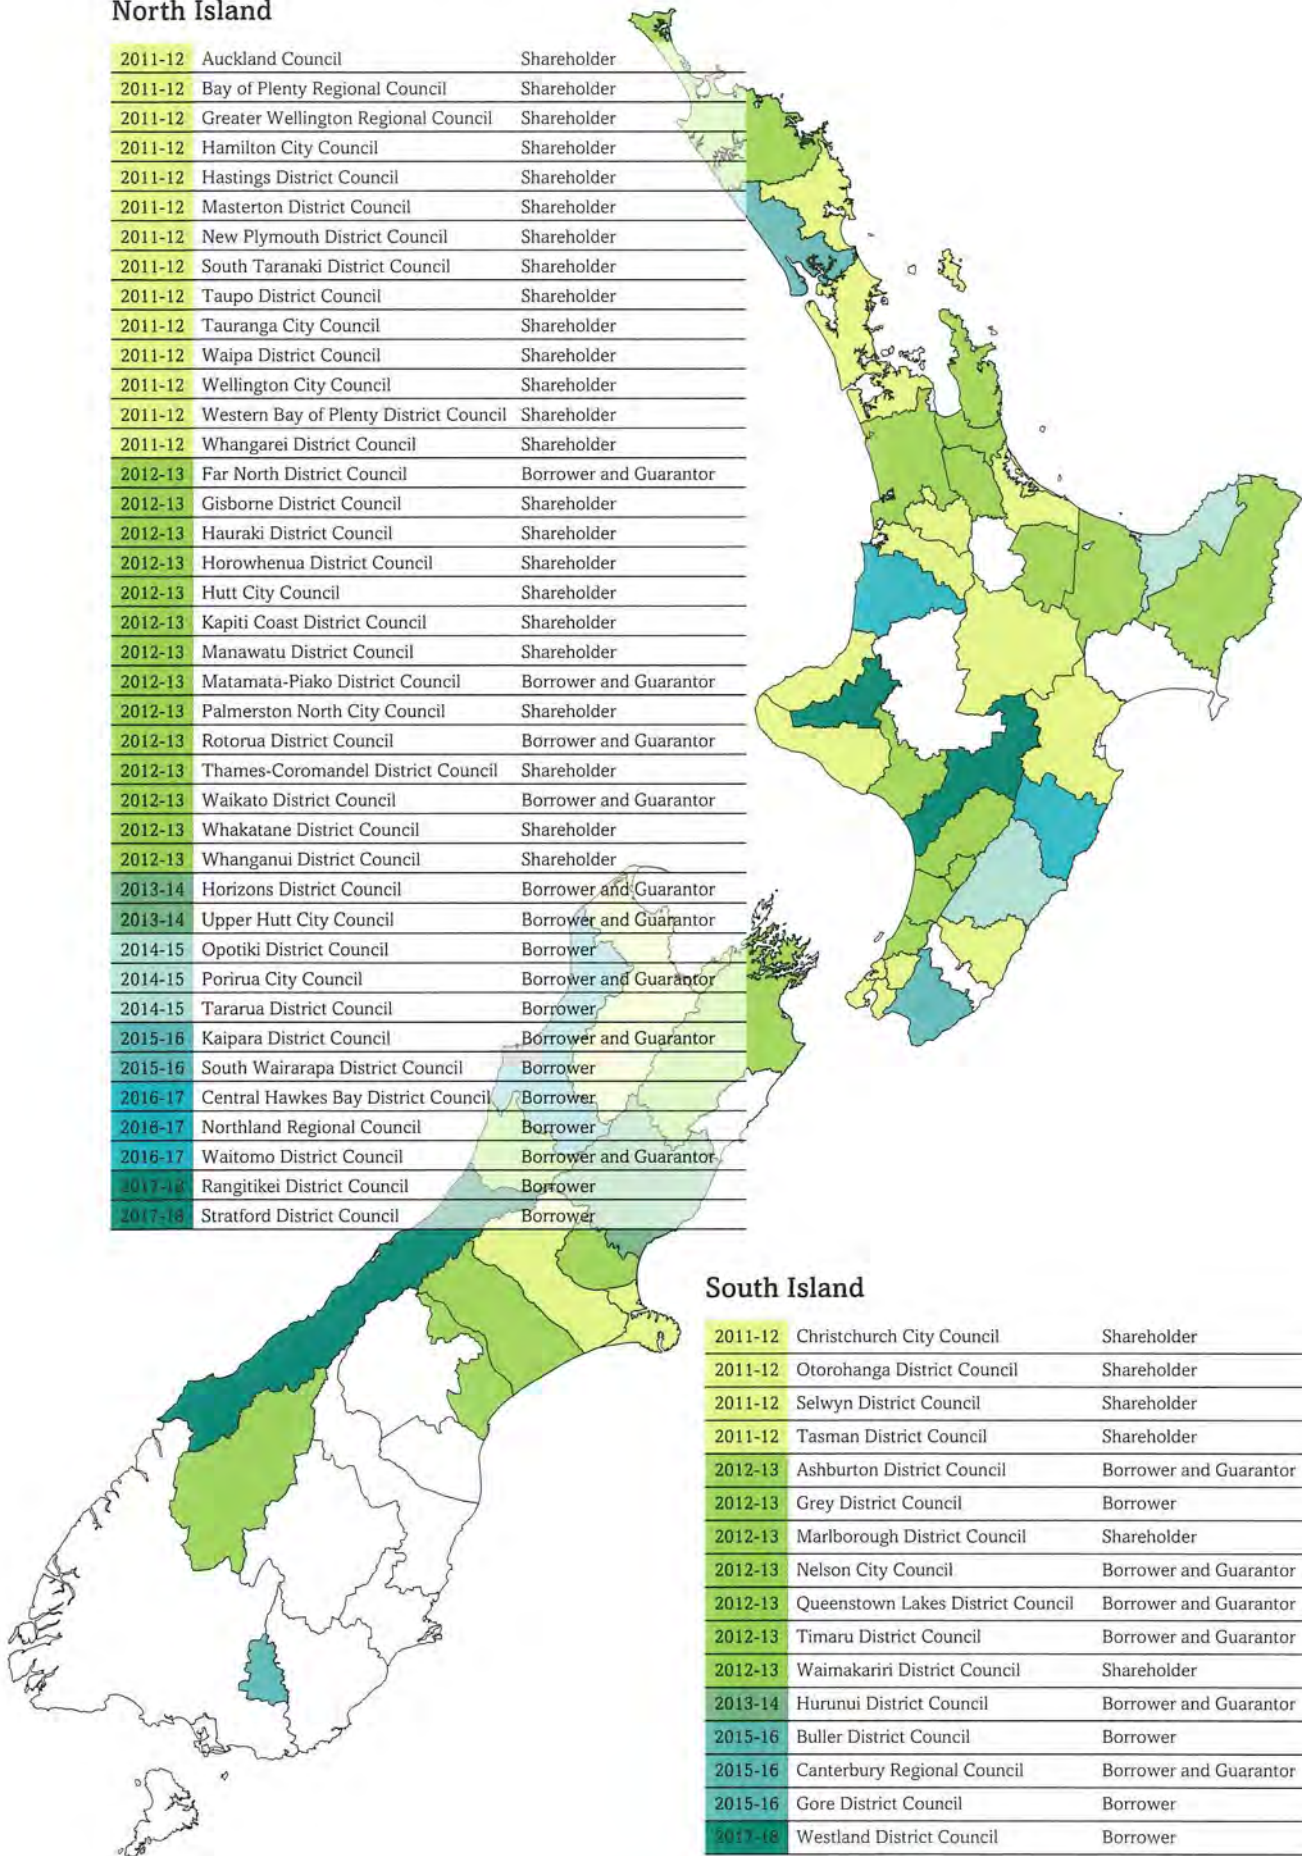 North Island
2011-12 Auckland Council Shareholder
2011-12 Bay of Plenty Regional Council Shareholder
2011-12 Greater Wellington Regional Council Shareholder
2011-12 Hamilton City Council Shareholder
2011-12 Hastings District Council Shareholder
2011-12 Masterton District Council Shareholder
2011-12 New Plymouth District Council Shareholder
2011-12 South Taranaki District Council Shareholder
2011-12 Taupo District Council Shareholder
2011-12 Tauranga City Council Shareholder
2011-12 Waipa District Council Shareholder
2011-12 Wellington City Council Shareholder
2011-12 Western Bay of Plenty District Council Shareholder
2011-12 Whangarei District Council Shareholder
2012-13 Far North District Council Borrower and Guarantor
2012-13 Gisborne District Council Shareholder
2012-13 Hauraki District Council Shareholder
2012-13 Horowhenua District Council Shareholder
2012-13 Hutt City Council Shareholder
2012-13 Kapiti Coast District Council Shareholder
2012-13 Manawatu District Council Shareholder
2012-13 Matamata-Piako District Council Borrower and Guarantor
2012-13 Palmerston North City Council Shareholder
2012-13 Rotorua District Council Borrower and Guarantor
2012-13 Thames-Coromandel District Council Shareholder
2012-13 Waikato District Council Borrower and Guarantor
2012-13 Whakatane District Council Shareholder
2012-13 Whanganui District Council Shareholder
2013-14 Horizons District Council Borrower and Guarantor
2013-14 Upper Hutt City Council Borrower and Guarantor
2014-15 Opotiki District Council Borrower
2014-15 Porirua City Council Borrower and Guarantor
2014-15 Tararua District Council Borrower
2015-16 Kaipara District Council Borrower and Guarantor
2015-16 South Wairarapa District Council Borrower
2016-17 Central Hawkes Bay District Council Borrower
2016-17 Northland Regional Council Borrower
2016-17 Waitomo District Council Borrower and Guarantor
2017-18 Rangitikei District Council Borrower
2017-18 Stratford District Council Borrower
South Island
2011-12 Christchurch City Council Shareholder
2011-12 Otorohanga District Council Shareholder
2011-12 Selwyn District Council Shareholder
2011-12 Tasman District Council Shareholder
2012-13 Ashburton District Council Borrower and Guarantor
2012-13 Grey District Council Borrower
2012-13 Marlborough District Council Shareholder
2012-13 Nelson City Council Borrower and Guarantor
2012-13 Queenstown Lakes District Council Borrower and Guarantor
2012-13 Timaru District Council Borrower and Guarantor
2012-13 Waimakariri District Council Shareholder
2013-14 Hurunui District Council Borrower and Guarantor
2015-16 Buller District Council Borrower
2015-16 Canterbury Regional Council Borrower and Guarantor
2015-16 Gore District Council Borrower
2017-18 Westland District Council Borrower